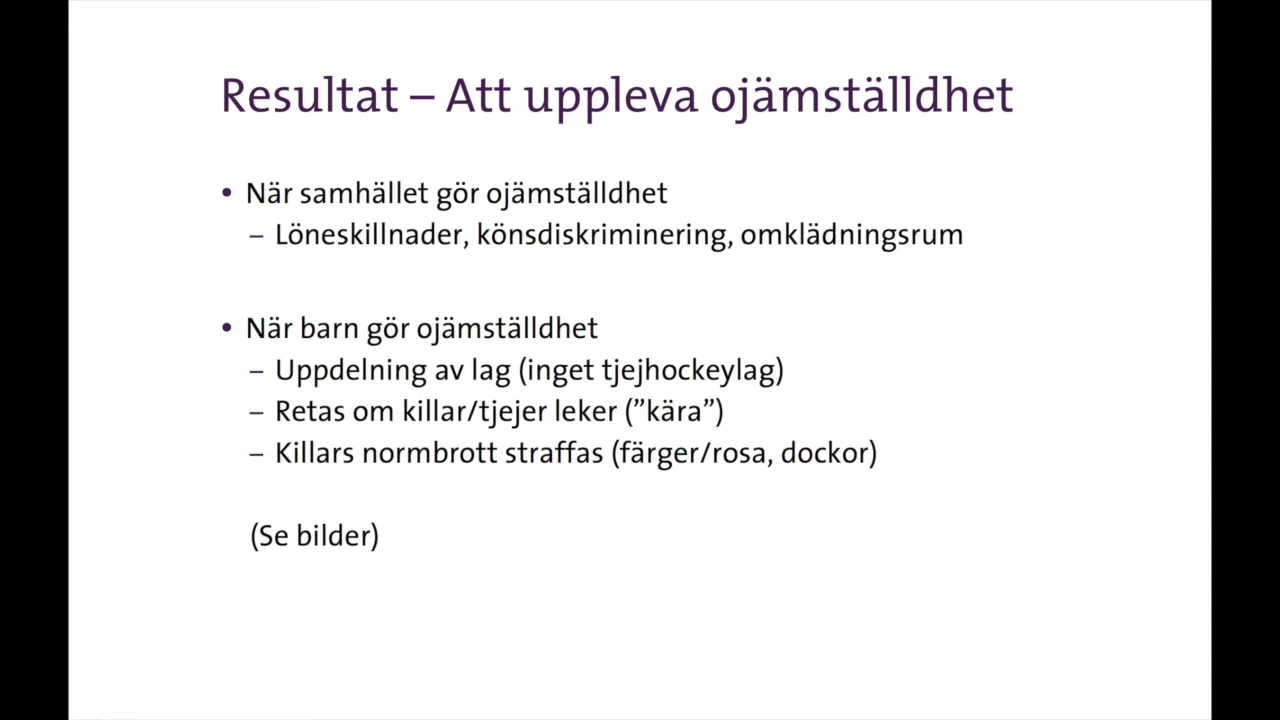 Resultat – Att uppleva ojämställdhet
• När samhället gör ojämställdhet
– Löneskillnader, könsdiskriminering, omklädningsrum
• När barn gör ojämställdhet
– Uppdelning av lag (inget tjejhockeylag)
– Retas om killar/tjejer leker (”kära”)
– Killars normbrott straffas (färger/rosa, dockor)
(Se bilder)